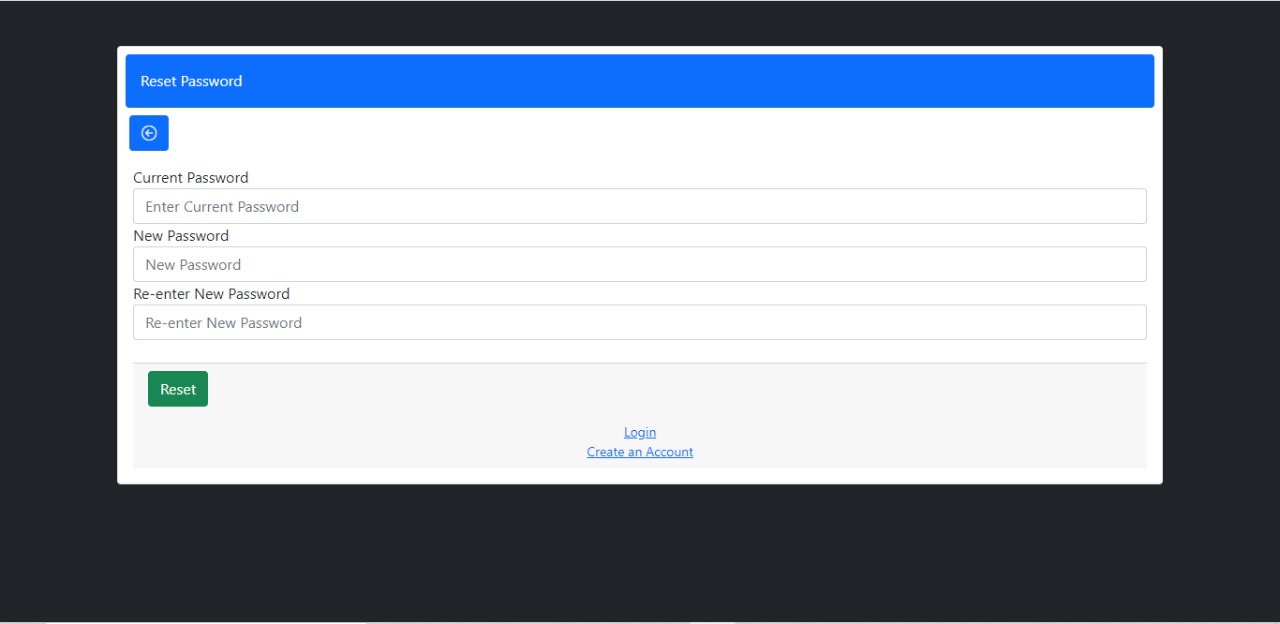 Reset Password
Current Password
Enter Current Password
New Password
New Password
Re-enter New Password
Re-enter New Password
Reset
Login
Create an Account